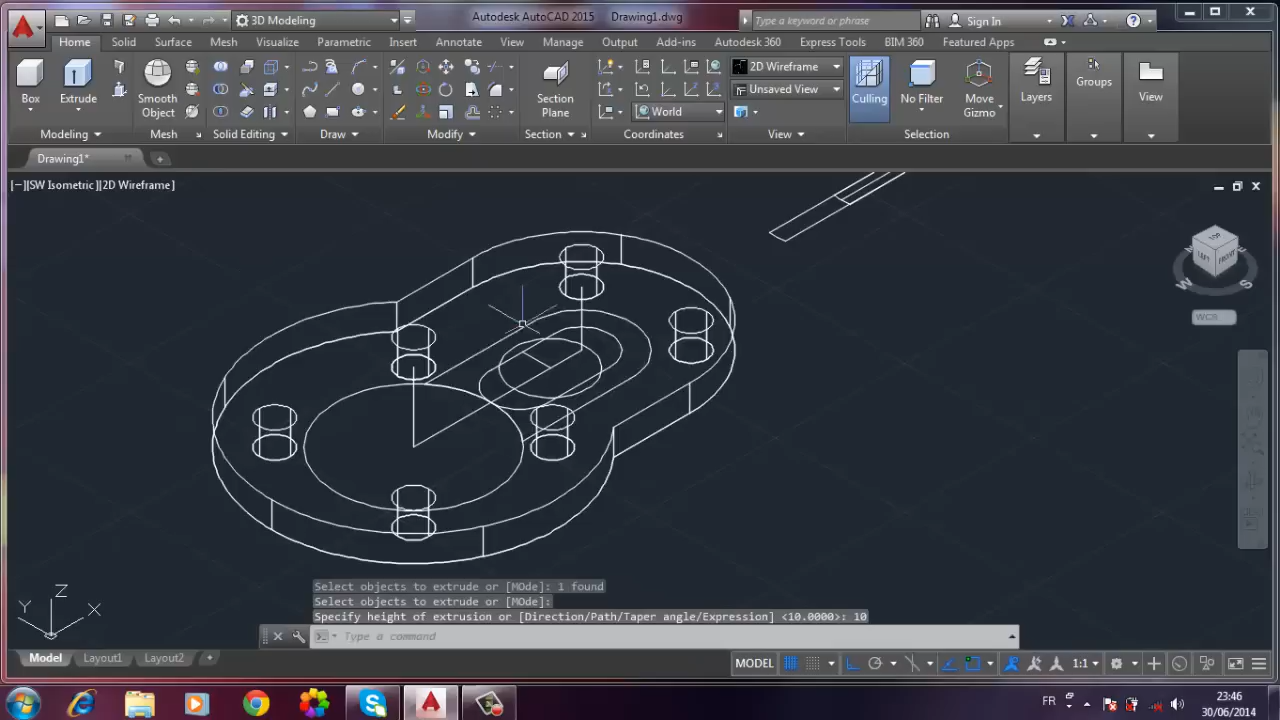 3D Modeling
Autodesk AutoCAD 2015 Drawing1.dwg
Type a keyword or phrase
Sign In
Home Solid Surface Mesh Visualize Parametric Insert Annotate View Manage Output Add-ins Autodesk 360 Express Tools BIM 360 Featured Apps
2D Wireframe
Unsaved View
World
Box Extrude Smooth Object Section Plane Culling No Filter Move Gizmo Layers Groups View
Modeling Mesh Solid Editing Draw Modify Section Coordinates View Selection
Drawing1*
[−][SW Isometric][2D Wireframe]
TOP
LEFT
FRONT
S
WCS
Select objects to extrude or [MOde]: 1 found
Select objects to extrude or [MOde]:
Specify height of extrusion or [Direction/Path/Taper angle/Expression] <10.0000>: 10
Type a command
Z
Y
X
Model Layout1 Layout2
MODEL
1:1
FR
23:46
30/06/2014